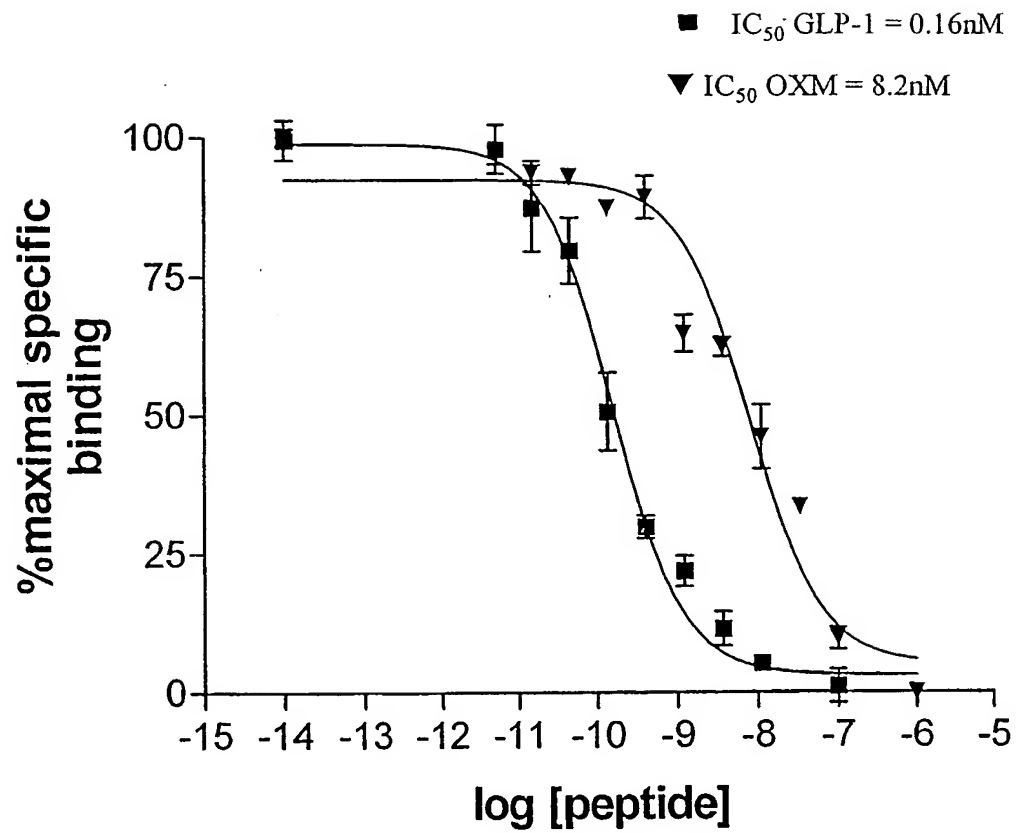 IC50 GLP-1 = 0.16nM
IC50 OXM = 8.2nM
100
75
50
25
0
%maximal specific
binding
-15 -14 -13 -12 -11 -10 -9 -8 -7 -6 -5
log [peptide]